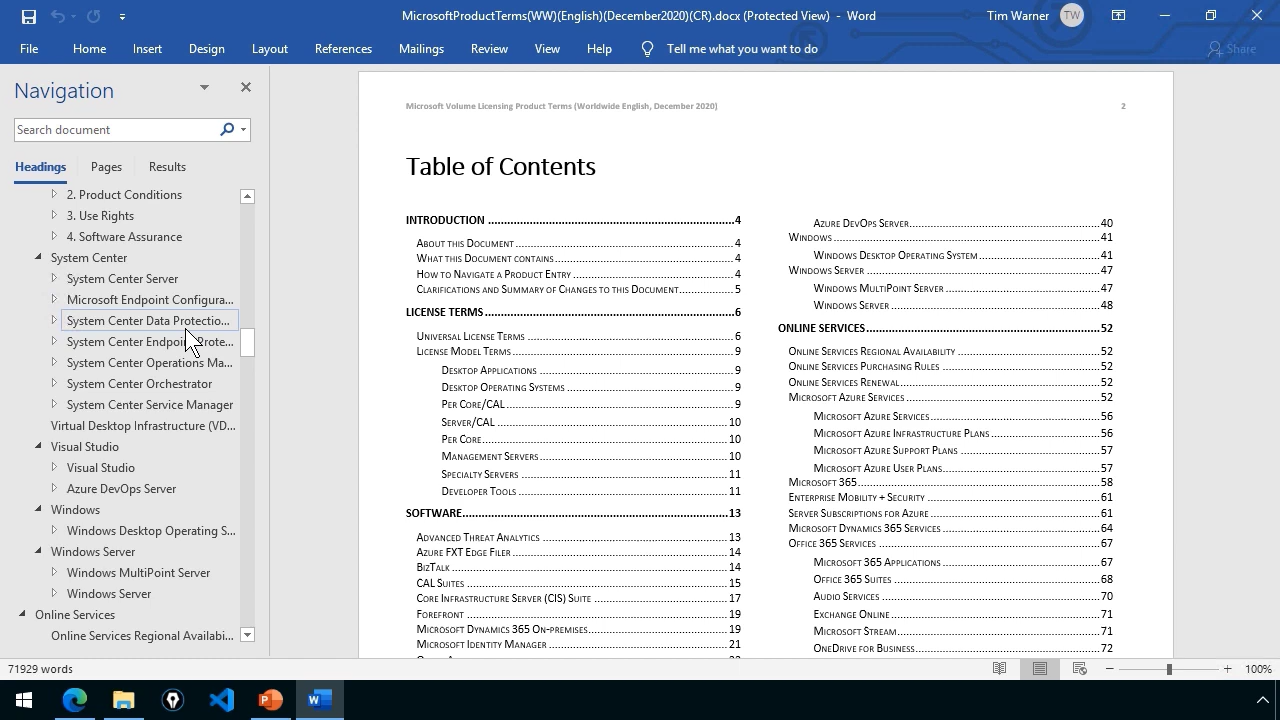 MicrosoftProductTerms(WW)(English)(December2020)(CR).docx (Protected View) - Word
Tim Warner
TW
File
Home
Insert
Design
Layout
References
Mailings
Review
View
Help
Tell me what you want to do
Share
Navigation
Search document
Headings
Pages
Results
2. Product Conditions
3. Use Rights
4. Software Assurance
System Center
System Center Server
Microsoft Endpoint Configura...
System Center Data Protectio...
System Center Endpoint Prote...
System Center Operations Ma...
System Center Orchestrator
System Center Service Manager
Virtual Desktop Infrastructure (VD...
Visual Studio
Visual Studio
Azure DevOps Server
Windows
Windows Desktop Operating S...
Windows Server
Windows MultiPoint Server
Windows Server
Online Services
Online Services Regional Availabi...
Microsoft Volume Licensing Product Terms (Worldwide English, December 2020) 2
Table of Contents
INTRODUCTION 4
About this Document 4
What this Document contains 4
How to Navigate a Product Entry 4
Clarifications and Summary of Changes to this Document 5
LICENSE TERMS 6
Universal License Terms 6
License Model Terms 9
Desktop Applications 9
Desktop Operating Systems 9
Per Core/CAL 9
Server/CAL 10
Per Core 10
Management Servers 10
Specialty Servers 11
Developer Tools 11
SOFTWARE 13
Advanced Threat Analytics 13
Azure FXT Edge Filer 14
BizTalk 14
CAL Suites 15
Core Infrastructure Server (CIS) Suite 17
Forefront 19
Microsoft Dynamics 365 On-premises 19
Microsoft Identity Manager 21
Azure DevOps Server 40
Windows 41
Windows Desktop Operating System 41
Windows Server 47
Windows MultiPoint Server 47
Windows Server 48
ONLINE SERVICES 52
Online Services Regional Availability 52
Online Services Purchasing Rules 52
Online Services Renewal 52
Microsoft Azure Services 52
Microsoft Azure Services 56
Microsoft Azure Infrastructure Plans 56
Microsoft Azure Support Plans 57
Microsoft Azure User Plans 57
Microsoft 365 58
Enterprise Mobility + Security 61
Server Subscriptions for Azure 61
Microsoft Dynamics 365 Services 64
Office 365 Services 67
Microsoft 365 Applications 67
Office 365 Suites 68
Audio Services 70
Exchange Online 71
Microsoft Stream 71
OneDrive for Business 72
71929 words
100%